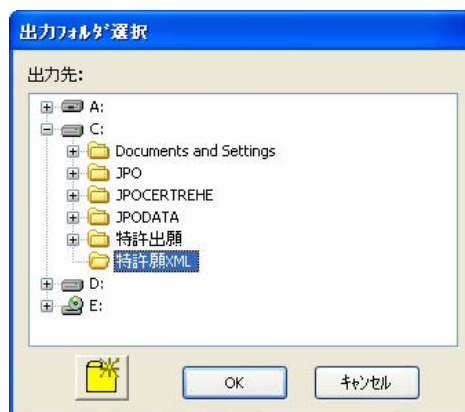 出力ﾌｫﾙﾀﾞ選択
出力先:
A:
C:
Documents and Settings
JPO
JPOCERTREHE
JPODATA
特許出願
特許願XML
D:
E:
OK
ｷｬﾝｾﾙ